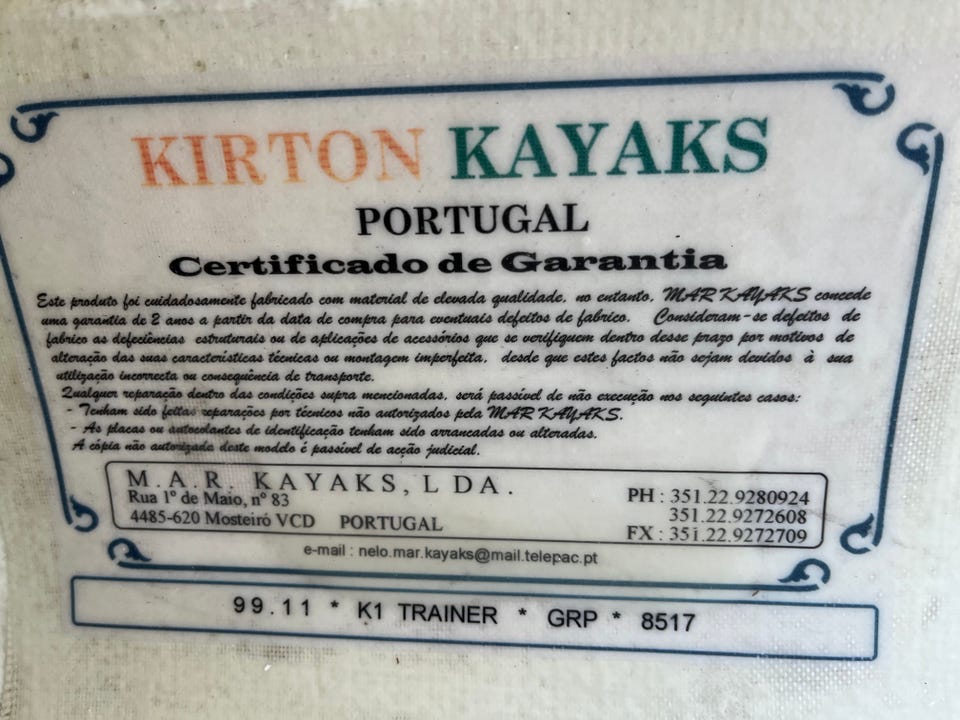 KIRTON KAYAKS
PORTUGAL
Certificado de Garantia
Este produto foi cuidadosamente fabricado com material de elevada qualidade, no entanto, MAR KAYAKS concede
uma garantia de 2 anos a partir da data de compra para eventuais defeitos de fabrico. Consideram-se defeitos de
fabrico as defeciências estruturais ou de aplicações de acessórios que se verifiquem dentro desse prazo por motivos de
alteração das suas características técnicas ou montagem imperfeita, desde que estes factos não sejam devidos à sua
utilização incorrecta ou consequência de transporte.
Qualquer reparação dentro das condições supra mencionadas, será passível de não execução nos seguintes casos:
- Tenham sido feitas reparações por técnicos não autorizados pela MAR KAYAKS.
- As placas ou autocolantes de identificação tenham sido arrancadas ou alteradas.
A cópia não autorizada deste modelo é passível de acção judicial.
M.A.R. KAYAKS, LDA.
Rua 1º de Maio, nº 83
4485-620 Mosteiró VCD PORTUGAL
PH : 351.22.9280924
351.22.9272608
FX : 351.22.9272709
e-mail : nelo.mar.kayaks@mail.telepac.pt
99.11 * K1 TRAINER * GRP * 8517